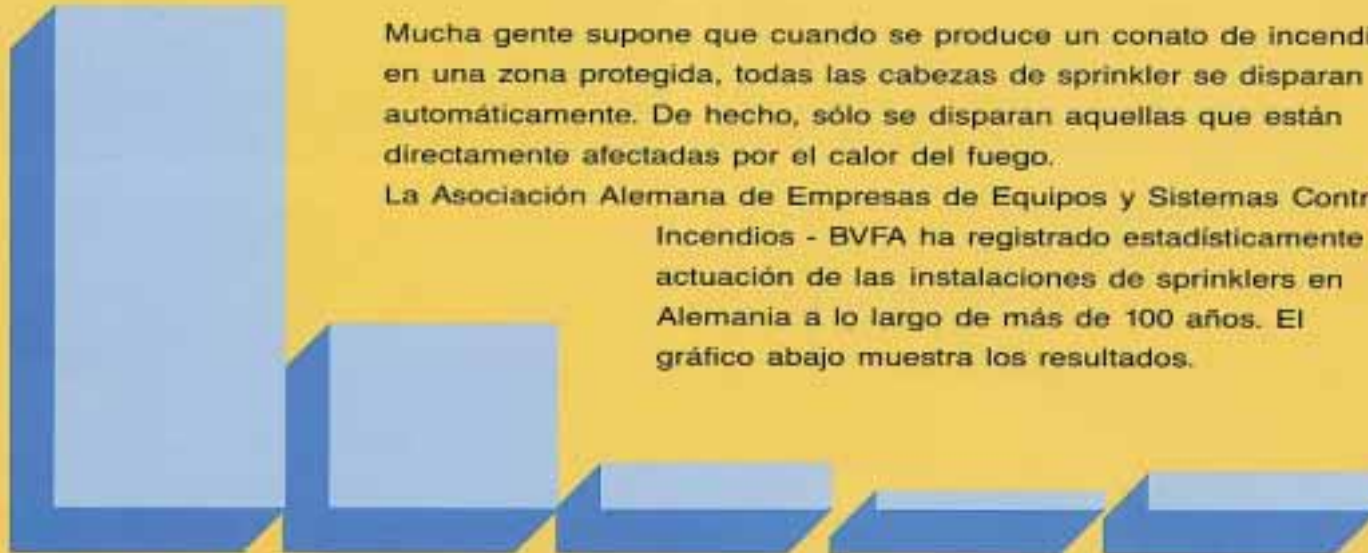 Mucha gente supone que cuando se produce un conato de incendi
en una zona protegida, todas las cabezas de sprinkler se disparan
automáticamente. De hecho, sólo se disparan aquellas que están
directamente afectadas por el calor del fuego.
La Asociación Alemana de Empresas de Equipos y Sistemas Contr
Incendios - BVFA ha registrado estadísticamente
actuación de las instalaciones de sprinklers en
Alemania a lo largo de más de 100 años. El
gráfico abajo muestra los resultados.